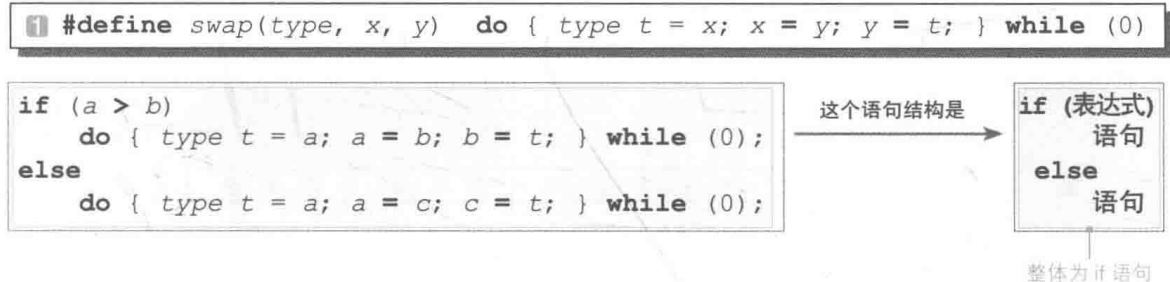 1 #define swap(type, x, y) do { type t = x; x = y; y = t; } while (0)
if (a > b)
do { type t = a; a = b; b = t; } while (0);
else
do { type t = a; a = c; c = t; } while (0);
这个语句结构是
if (表达式)
语句
else
语句
整体为 if 语句